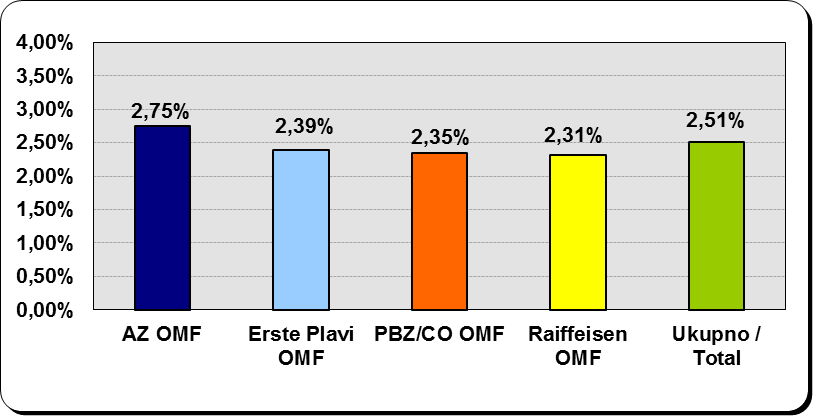 4,00%
3,50%
3,00%
2,50%
2,00%
1,50%
1,00%
0,50%
0,00%
2,75%
2,39%
2,35%
2,31%
2,51%
AZ OMF
Erste Plavi
OMF
PBZ/CO OMF
Raiffeisen
OMF
Ukupno /
Total